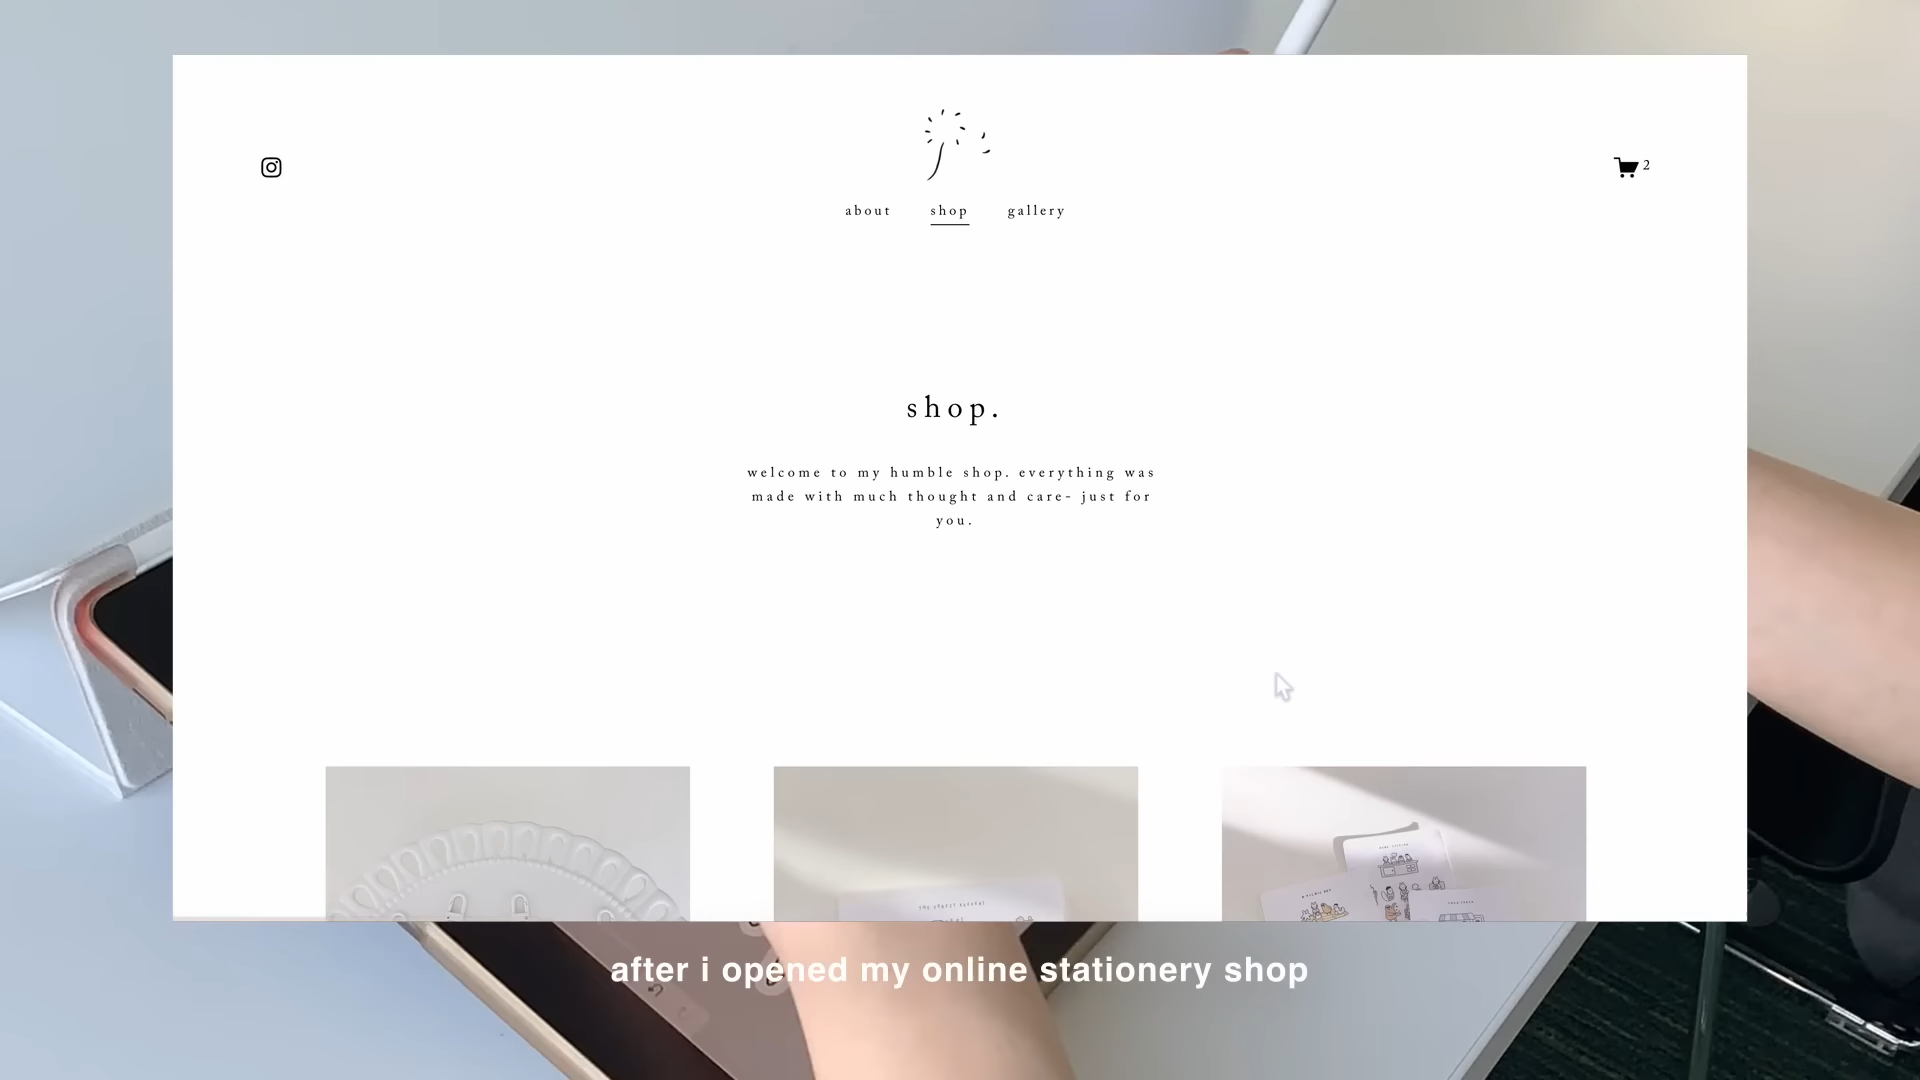 2
about shop gallery
shop.
welcome to my humble shop. everything was
made with much thought and care- just for
you.
after i opened my online stationery shop